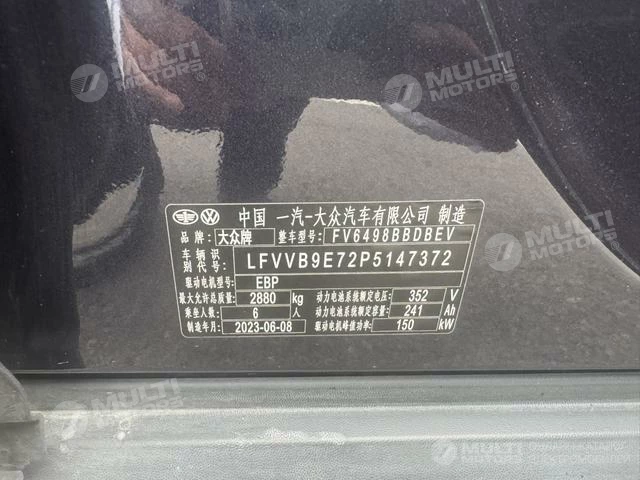 MULTI
MOTORS®
MULTI
MOTORS®
中国 一汽-大众汽车有限公司 制造
品 牌: 大众牌 整车型号: FV6498BBDBEV
车 辆 识
别 代 号: LFVVB9E72P5147372
驱动电机型号: EBP
最大允许总质量: 2880 kg 动力电池系统额定电压: 352 V
乘坐人数: 6 人 动力电池系统额定容量: 241 Ah
制造年月: 2023-06-08 驱动电机峰值功率: 150 kW
MULTI
MOTORS
MULTI
MOTORS